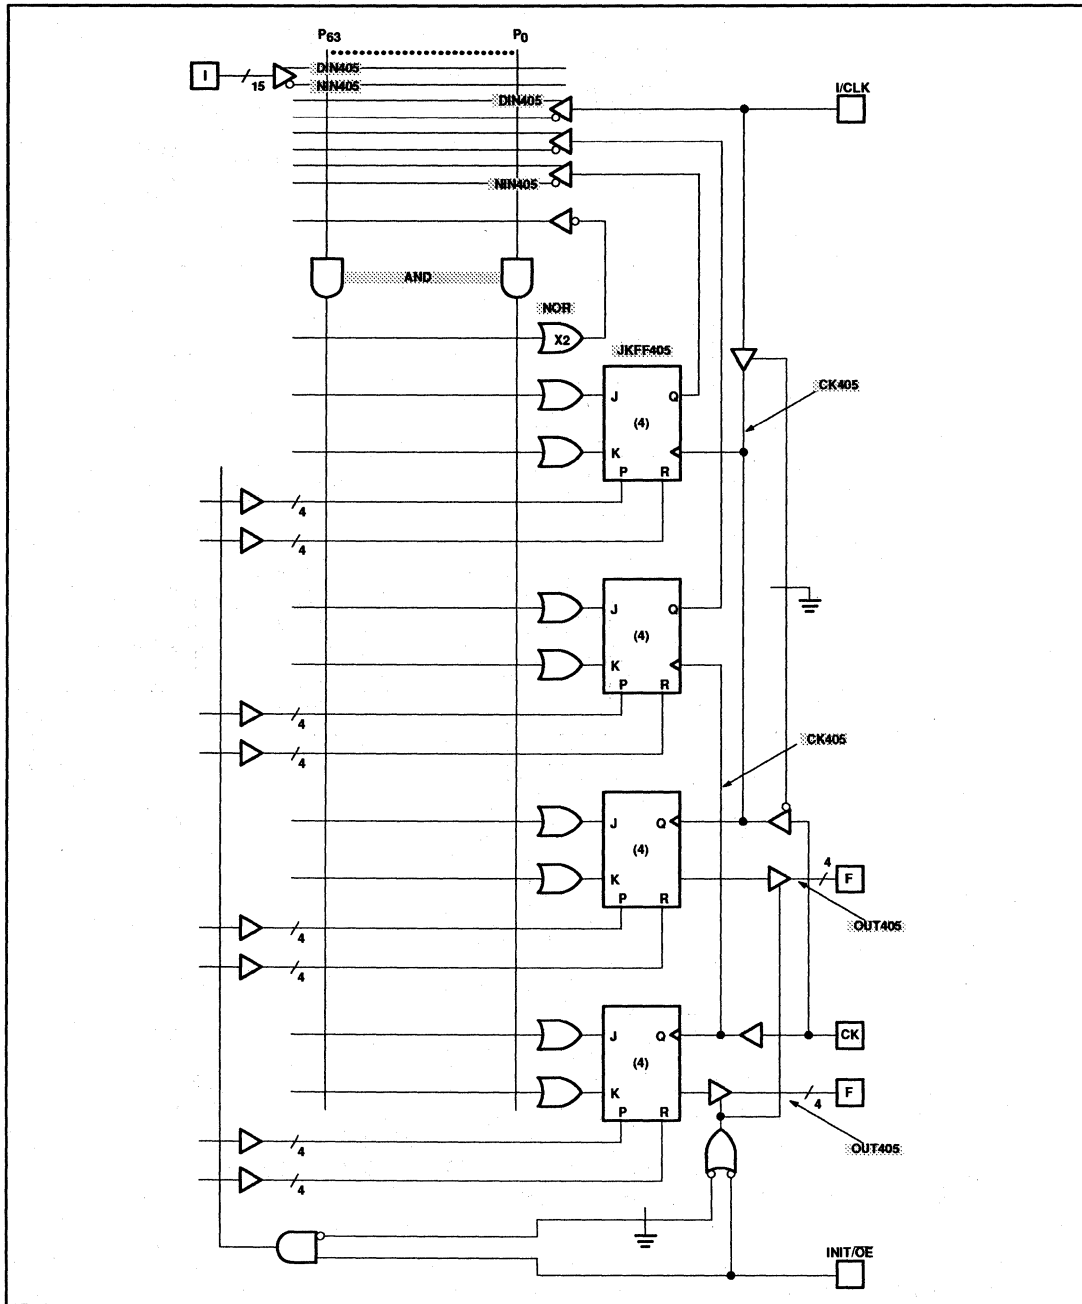 P63 P0
I 15 DIN405
NIN405
I/CLK
DIN405
NIN405
AND
NOR
X2
JKFF405
J Q
(4)
CK405
K
P R
4
4
J Q
(4)
K
P R
4
4
CK405
J Q
(4)
4
K F
P R
OUT405
4
4
J Q CK
(4)
K 4 F
P R
OUT405
4
4
INIT/O̅E̅